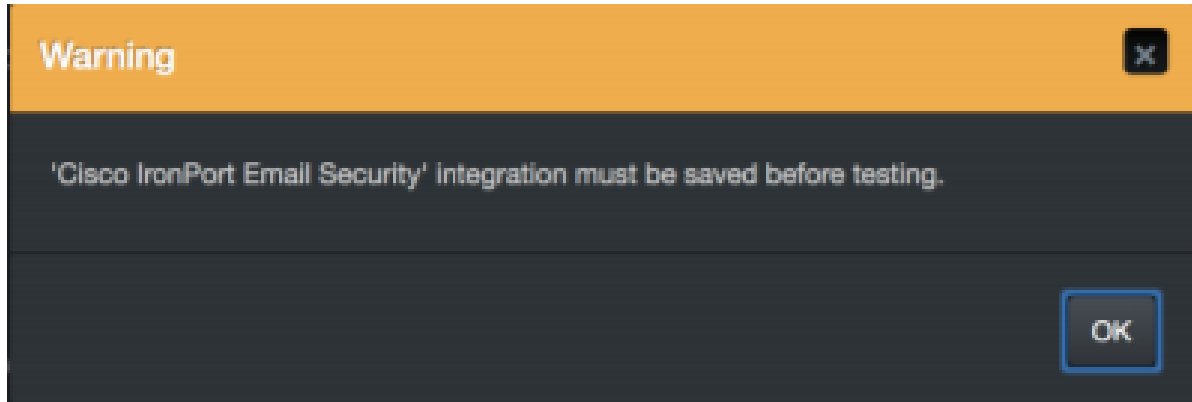 Warning
x
'Cisco IronPort Email Security' integration must be saved before testing.
OK